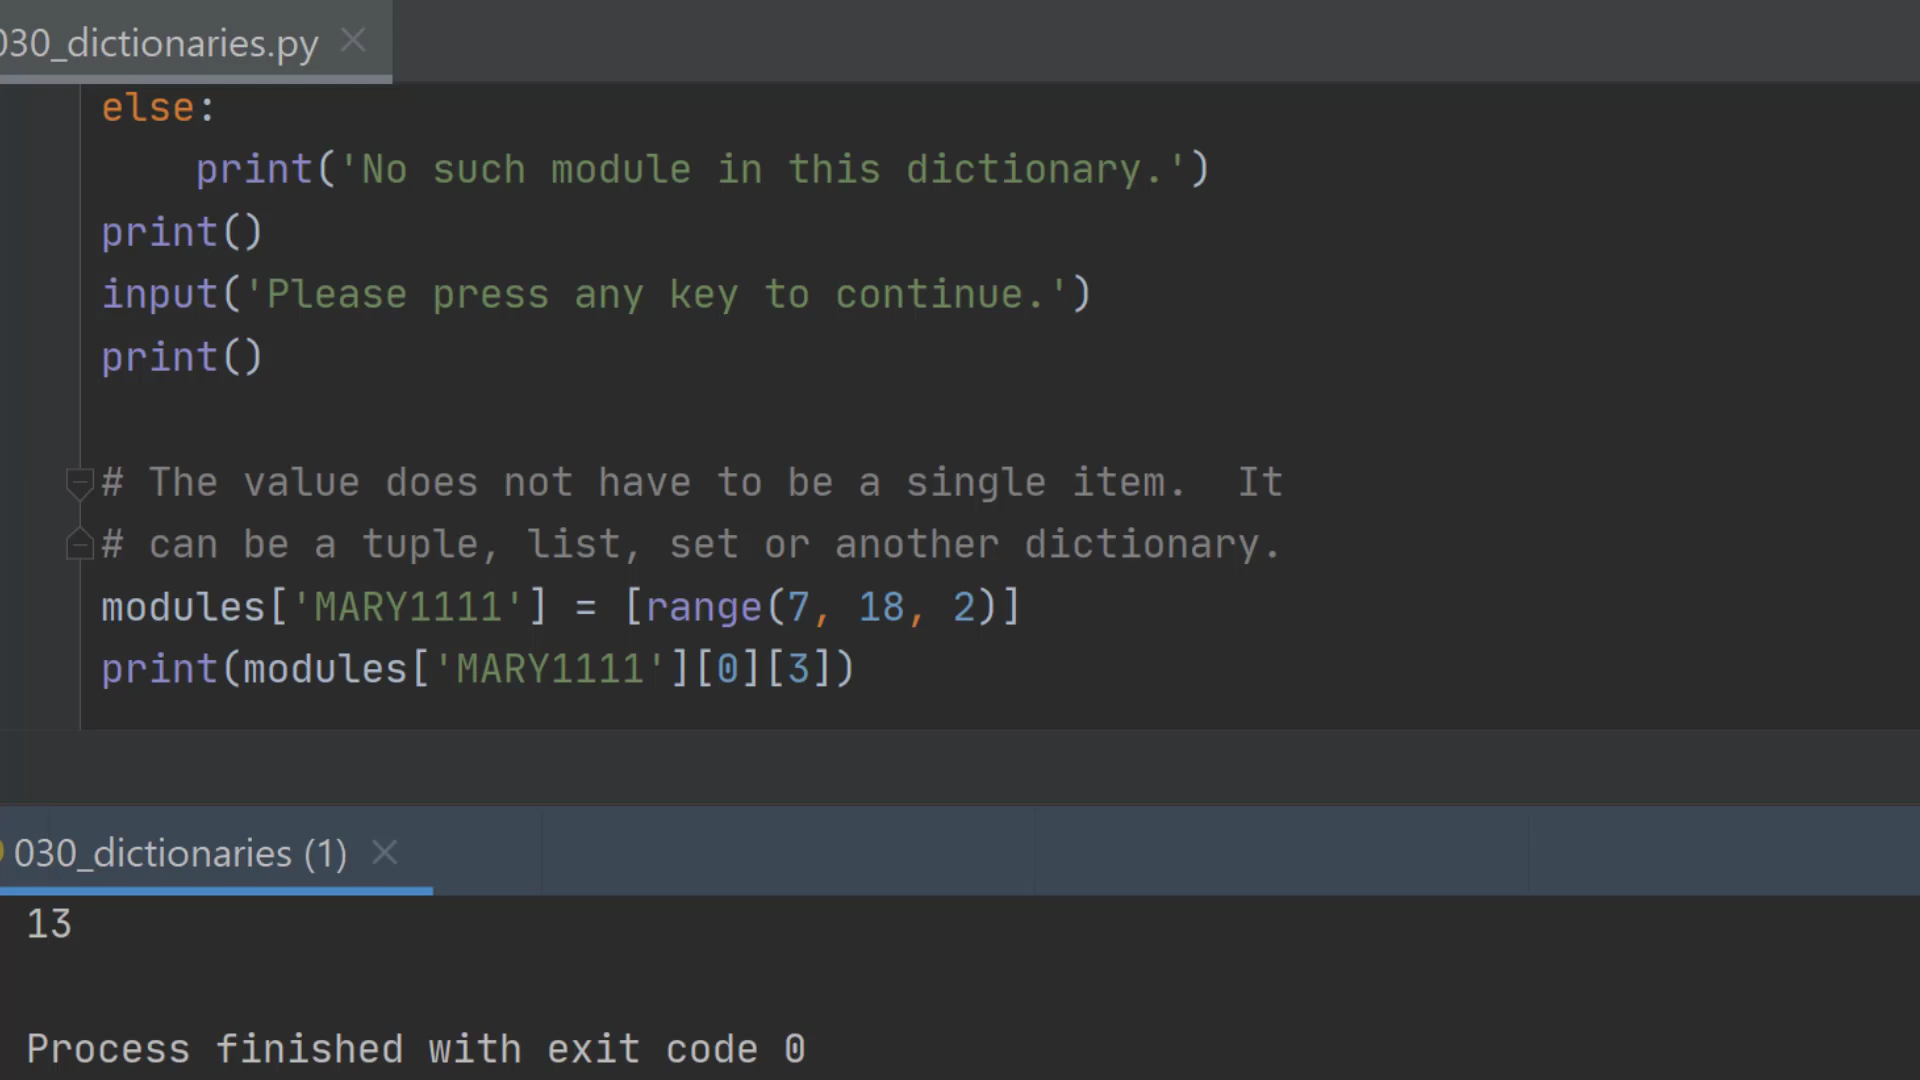 030_dictionaries.py
else:
    print('No such module in this dictionary.')
print()
input('Please press any key to continue.')
print()
# The value does not have to be a single item.  It
# can be a tuple, list, set or another dictionary.
modules['MARY1111'] = [range(7, 18, 2)]
print(modules['MARY1111'][0][3])
030_dictionaries (1)
13
Process finished with exit code 0